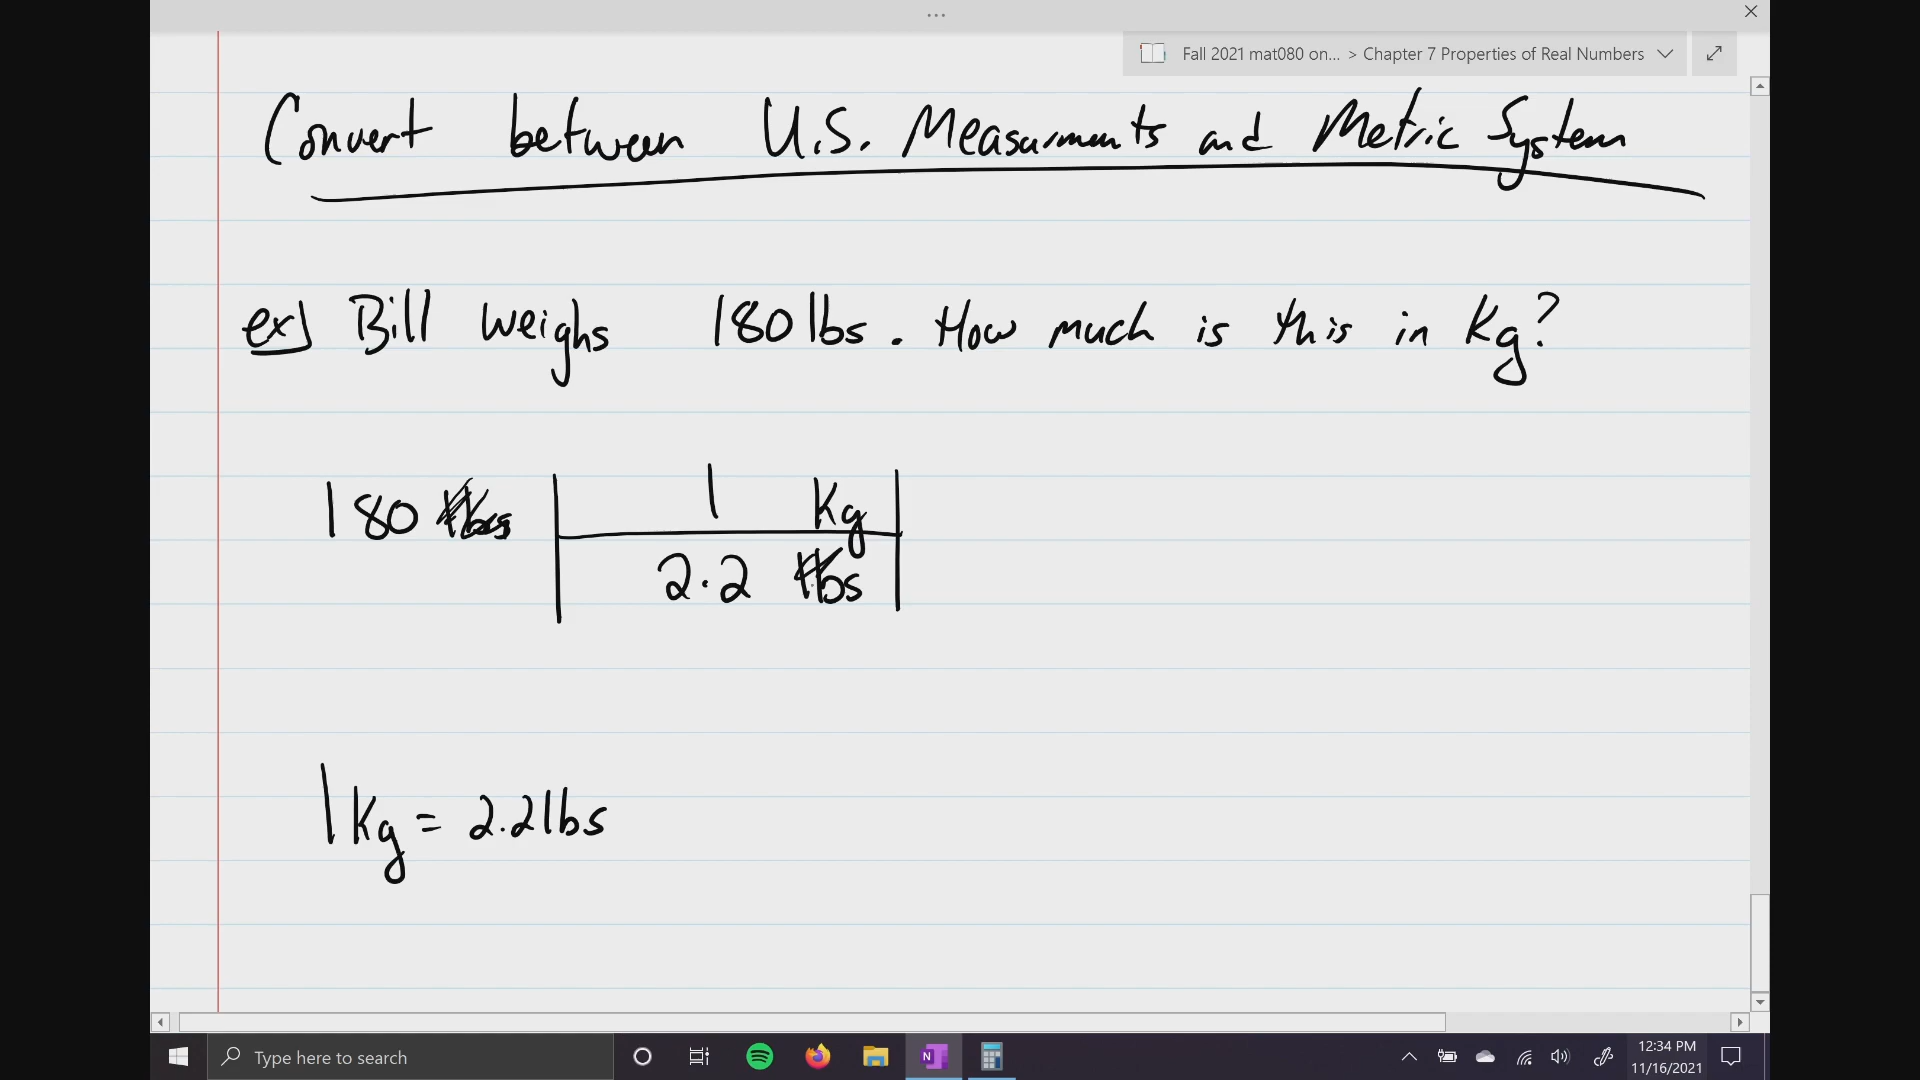 ...
Fall 2021 mat080 on... > Chapter 7 Properties of Real Numbers
Convert between U.S. Measurments and Metric System
ex) Bill weighs 180 lbs. How much is this in Kg?
180 lbs 1 Kg
2.2 lbs
1 Kg = 2.2 lbs
Type here to search
12:34 PM
11/16/2021